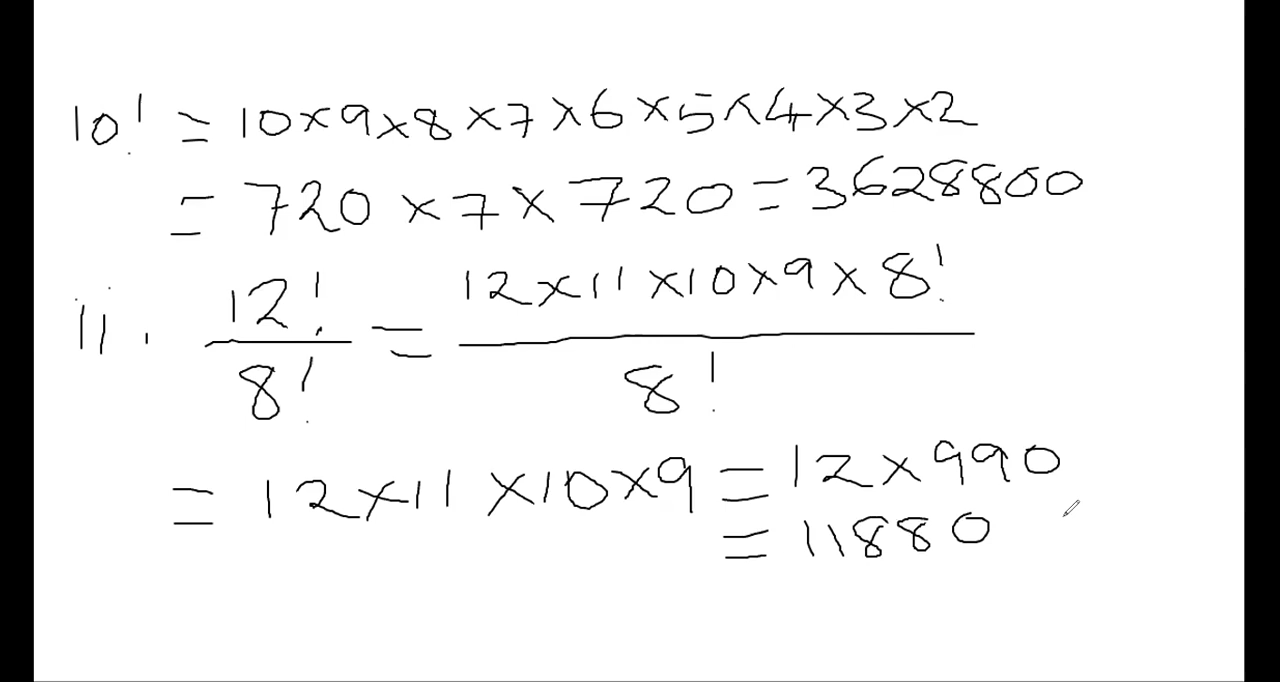 10! = 10×9×8×7×6×5×4×3×2
= 720×7×720 = 3628800
ii. 12!/8! = 12×11×10×9×8!/8!
= 12×11×10×9 = 12×990
= 11880